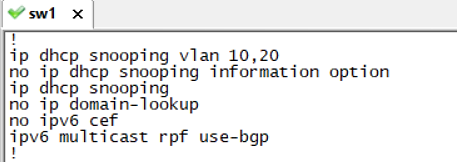 sw1 X
!
ip dhcp snooping vlan 10,20
no ip dhcp snooping information option
ip dhcp snooping
no ip domain-lookup
no ipv6 cef
ipv6 multicast rpf use-bgp
!